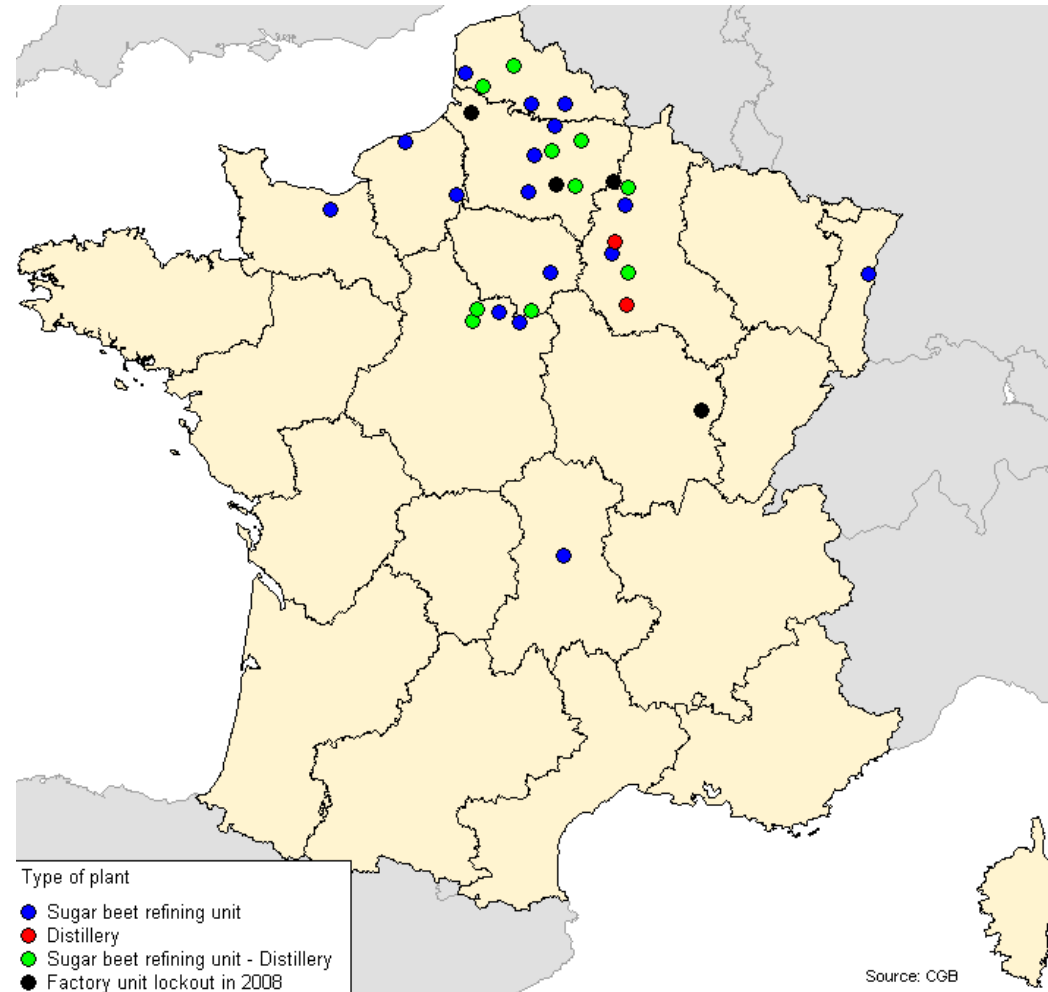 Type of plant
Sugar beet refining unit
Distillery
Sugar beet refining unit - Distillery
Factory unit lockout in 2008
Source: CGB